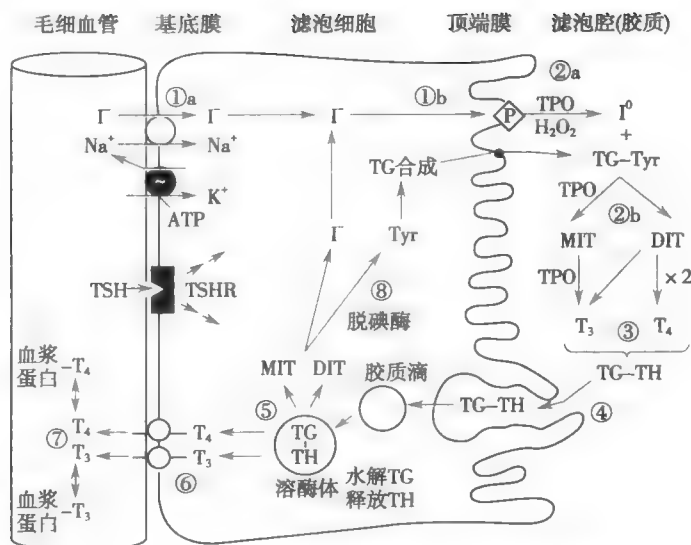 毛细血管 基底膜 滤泡细胞 顶端膜 滤泡腔(胶质)
②a
①a ①b
I⁻ I⁻ I⁻ P TPO I⁰
H₂O₂
+
Na⁺ Na⁺
TG合成 TG-Tyr
~ K⁺
ATP
TPO ②b
I⁻ Tyr MIT DIT
TSH TSHR
⑧
脱碘酶
TPO ×2
T₃ ③ T₄
血浆
蛋白-T₄
MIT DIT 胶质滴
TG-TH
TG-TH ④
⑤
⑦ T₄ T₄ TG
T₃ T₃ TH
⑥ 溶酶体 水解TG
释放TH
血浆
蛋白-T₃